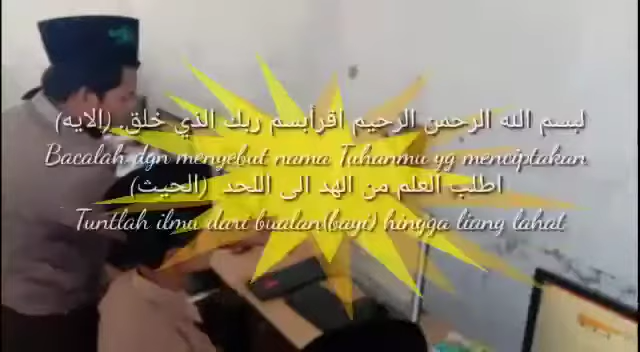 لبسم الله الرحمن الرحيم اقرأبسم ربك الذي خلق. (الايه)
Bacalah dgn menyebut nama Tuhanmu yg menciptakan
اطلب العلم من الهد الى اللحد (الحيث)
Tuntlah ilmu dari bualan(bayi) hingga liang lahat